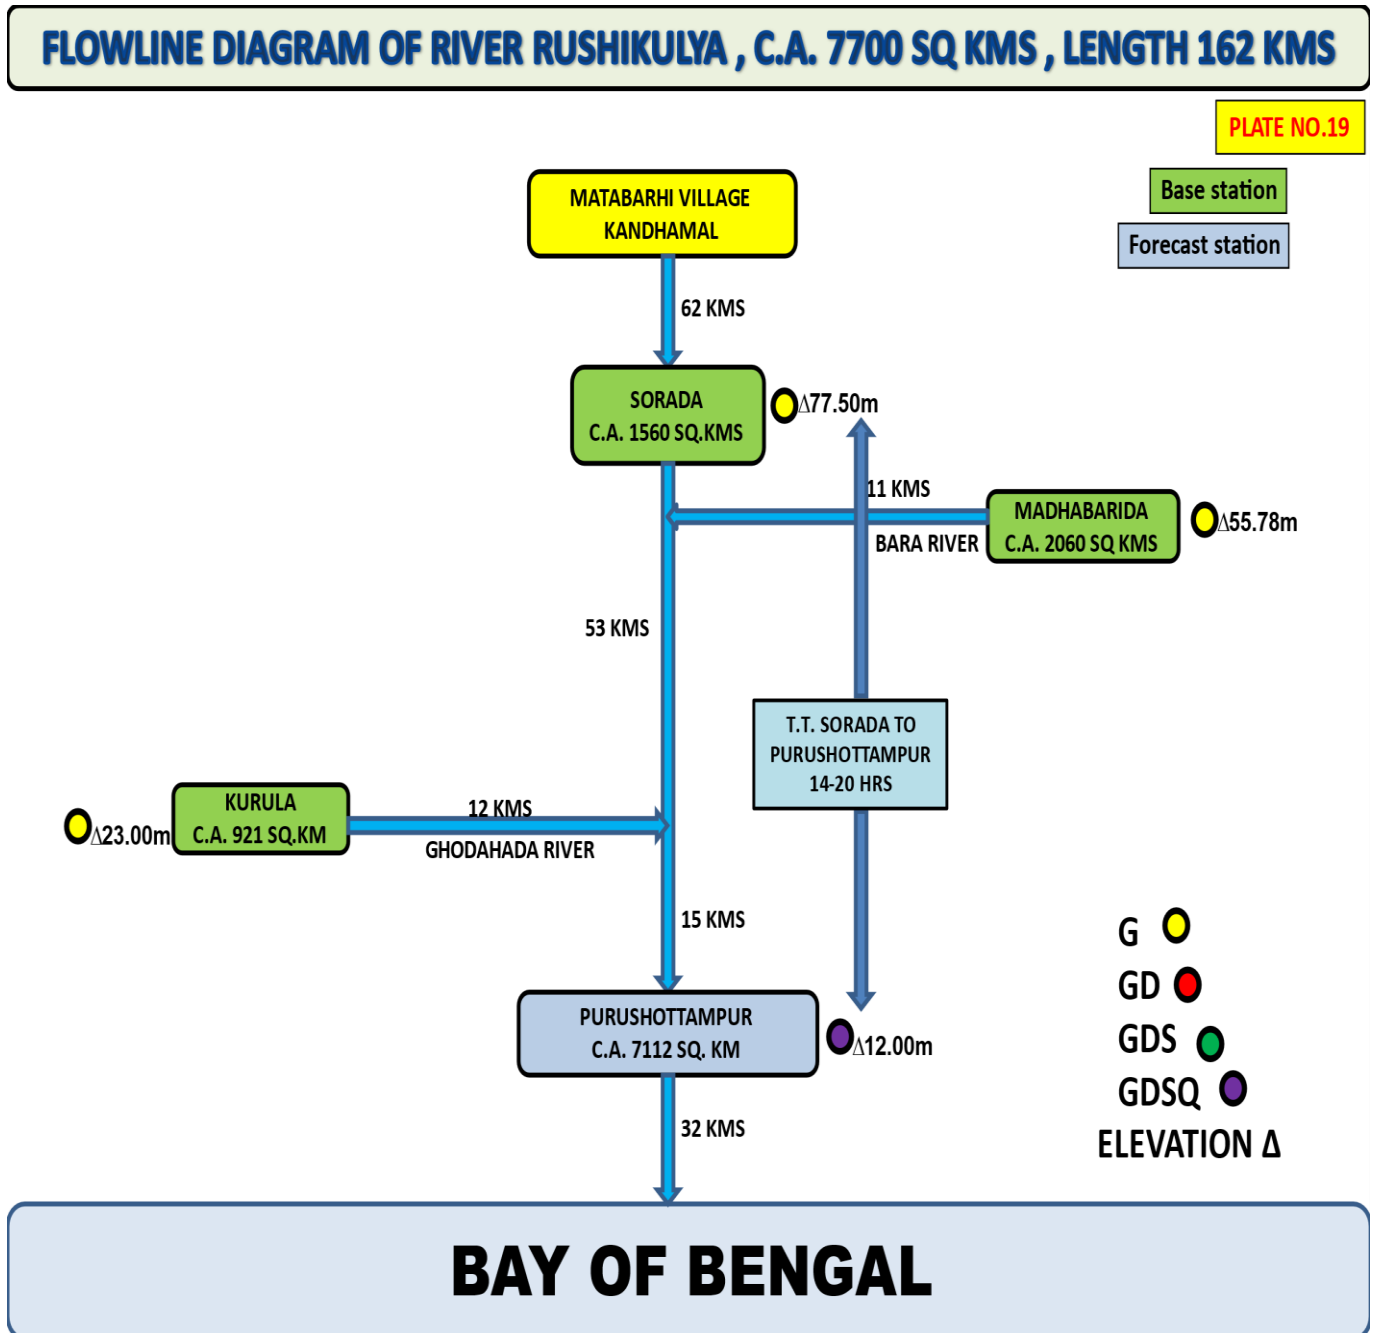 FLOWLINE DIAGRAM OF RIVER RUSHIKULYA , C.A. 7700 SQ KMS , LENGTH 162 KMS
PLATE NO.19
Base station
Forecast station
MATABARHI VILLAGE
KANDHAMAL
62 KMS
SORADA
C.A. 1560 SQ.KMS
Δ77.50m
11 KMS
MADHABARIDA
C.A. 2060 SQ KMS
Δ55.78m
BARA RIVER
53 KMS
T.T. SORADA TO
PURUSHOTTAMPUR
14-20 HRS
KURULA
C.A. 921 SQ.KM
Δ23.00m
12 KMS
GHODAHADA RIVER
15 KMS
G
GD
GDS
GDSQ
ELEVATION Δ
PURUSHOTTAMPUR
C.A. 7112 SQ. KM
Δ12.00m
32 KMS
BAY OF BENGAL